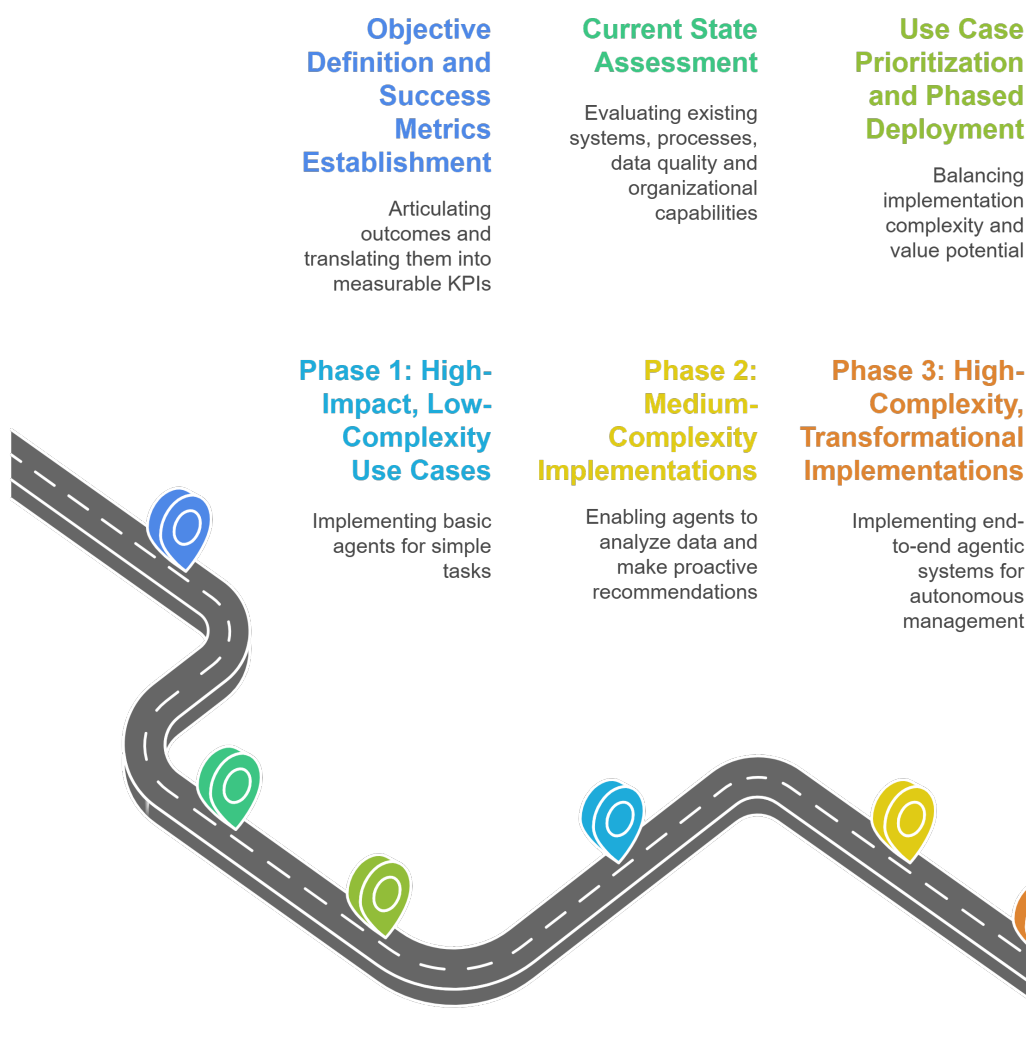 Objective
Definition and
Success
Metrics
Establishment
Articulating
outcomes and
translating them into
measurable KPIs
Current State
Assessment
Evaluating existing
systems, processes,
data quality and
organizational
capabilities
Use Case
Prioritization
and Phased
Deployment
Balancing
implementation
complexity and
value potential
Phase 1: High-
Impact, Low-
Complexity
Use Cases
Implementing basic
agents for simple
tasks
Phase 2:
Medium-
Complexity
Implementations
Enabling agents to
analyze data and
make proactive
recommendations
Phase 3: High-
Complexity,
Transformational
Implementations
Implementing end-
to-end agentic
systems for
autonomous
management